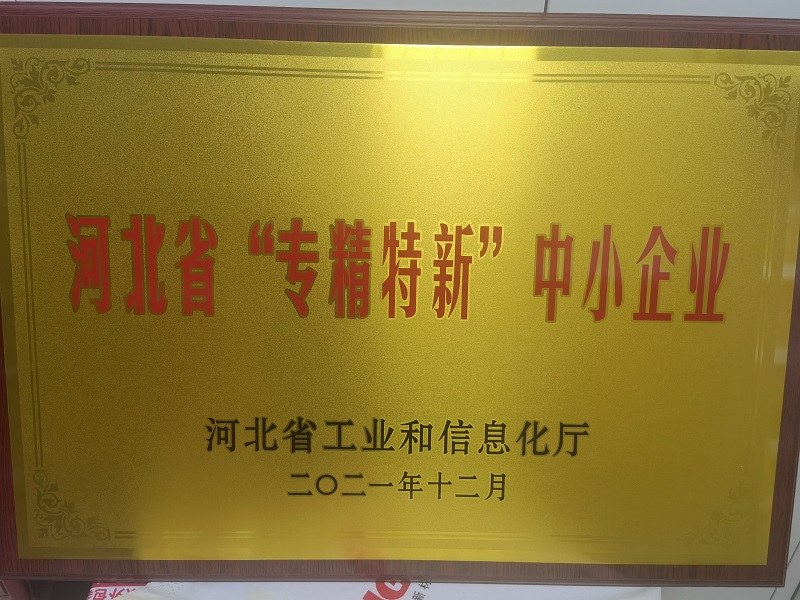 河北省“专精特新”中小企业
河北省工业和信息化厅
二〇二一年十二月